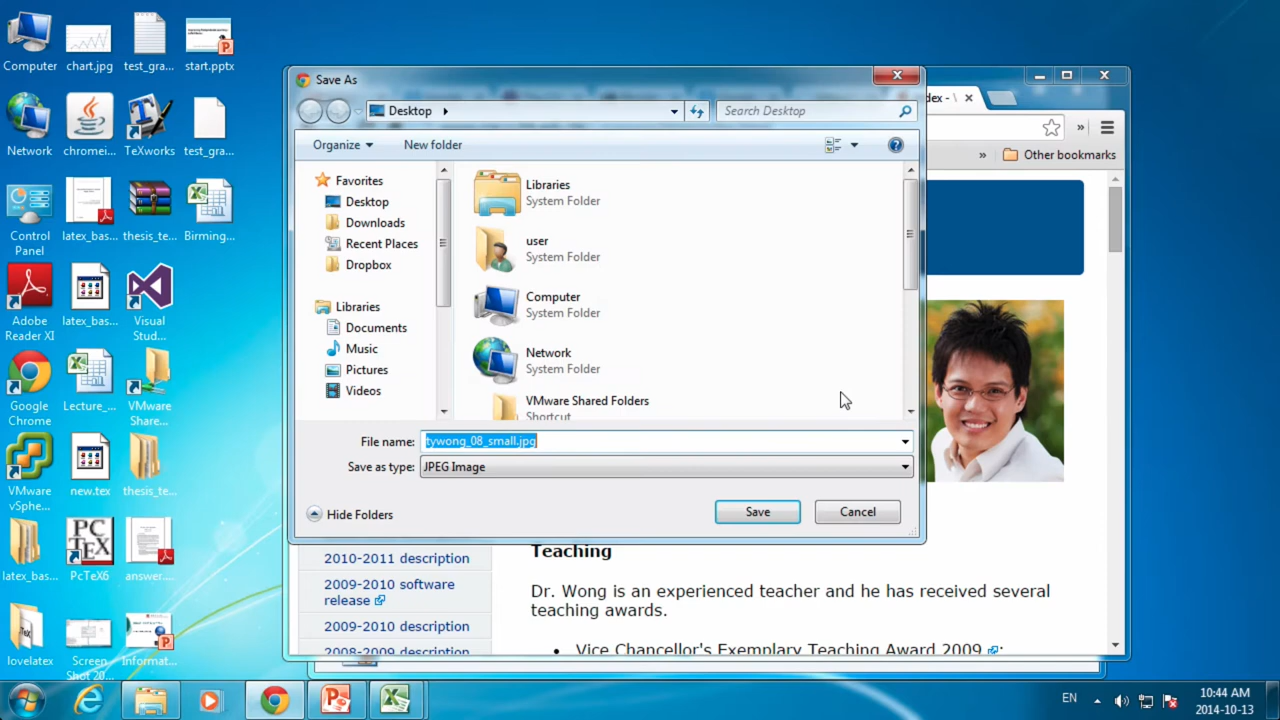 Computer
chart.jpg
test_gra...
start.pptx
Network
chromei...
TeXworks
test_gra...
Control
Panel
latex_bas...
thesis_te...
Birming...
Adobe
Reader XI
latex_bas...
Visual
Stud...
Google
Chrome
Lecture_...
VMware
Share...
VMware
vSphe...
new.tex
thesis_te...
latex_bas...
PC
TEX
PcTeX6
answer....
lovelatex
Screen
Shot 20...
Informat...
Save As
Desktop
Search Desktop
Organize
New folder
Favorites
Desktop
Downloads
Recent Places
Dropbox
Libraries
Documents
Music
Pictures
Videos
Libraries
System Folder
user
System Folder
Computer
System Folder
Network
System Folder
VMware Shared Folders
Shortcut
File name: tywong_08_small.jpg
Save as type: JPEG Image
Hide Folders
Save
Cancel
dex - \
»
» Other bookmarks
2010-2011 description
2009-2010 software
release
2009-2010 description
2008-2009 description
Teaching
Dr. Wong is an experienced teacher and he has received several
teaching awards.
• Vice Chancellor's Exemplary Teaching Award 2009 :
EN
10:44 AM
2014-10-13